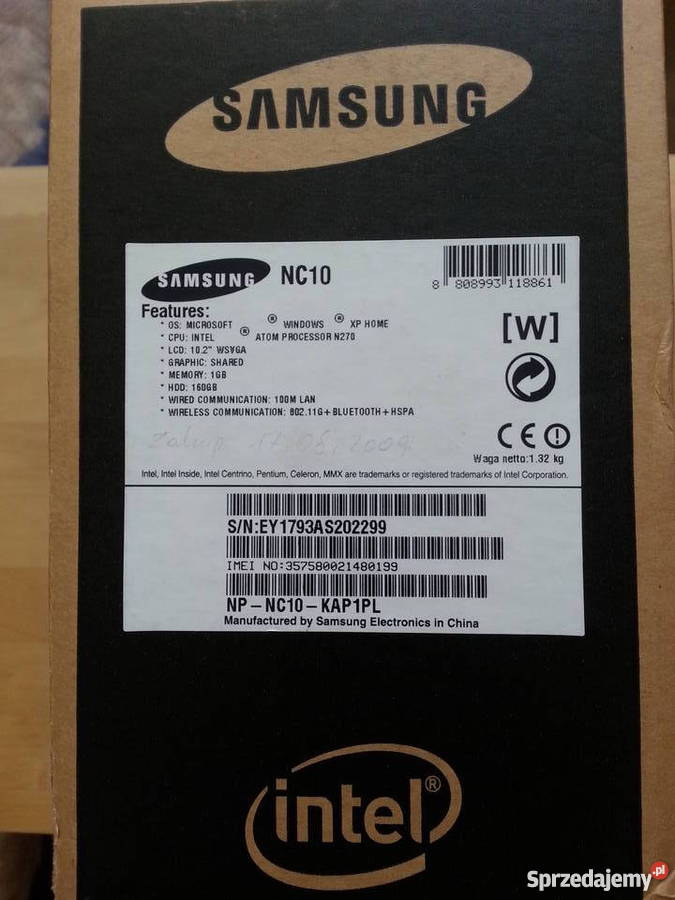 SAMSUNG
SAMSUNG NC10
8 808993 118861
Features:
* OS: MICROSOFT ® WINDOWS ® XP HOME
* CPU: INTEL ® ATOM PROCESSOR N270
* LCD: 10.2" WSVGA
* GRAPHIC: SHARED
* MEMORY: 1GB
* HDD: 160GB
* WIRED COMMUNICATION: 100M LAN
* WIRELESS COMMUNICATION: 802.11G+BLUETOOTH+HSPA
[W]
CE
Waga netto:1.32 kg
Intel, Intel Inside, Intel Centrino, Pentium, Celeron, MMX are trademarks or registered trademarks of Intel Corporation.
S/N:EY1793AS202299
IMEI NO:357580021480199
NP-NC10-KAP1PL
Manufactured by Samsung Electronics in China
intel®
Sprzedajemy.pl